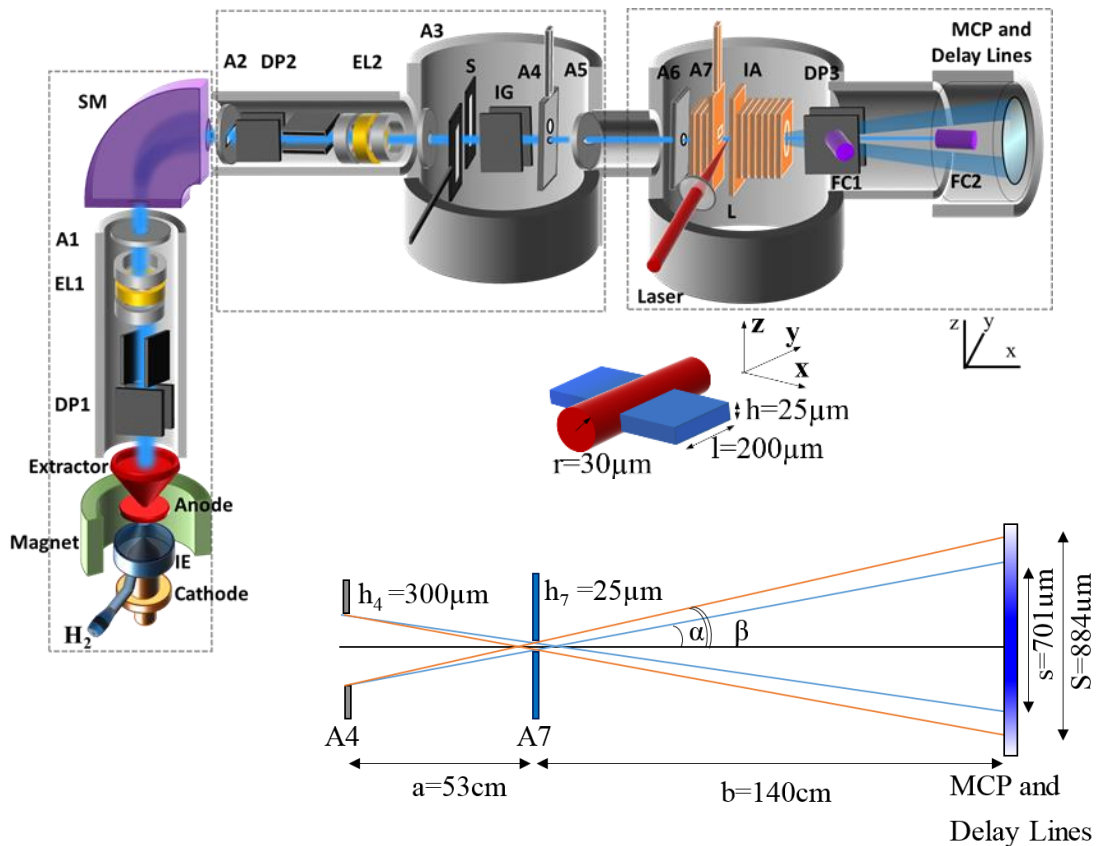 MCP and
Delay Lines
A3
A2 DP2
EL2
S
IG
A4
A5
A6
A7
IA
DP3
SM
FC1
FC2
L
A1
EL1
Laser
z
y
x
z
y
x
DP1
h=25µm
l=200µm
r=30µm
Extractor
Anode
Magnet
IE
Cathode
H2
h4 =300µm
h7 =25µm
α
β
s=701um
S=884um
A4
A7
a=53cm
b=140cm
MCP and
Delay Lines